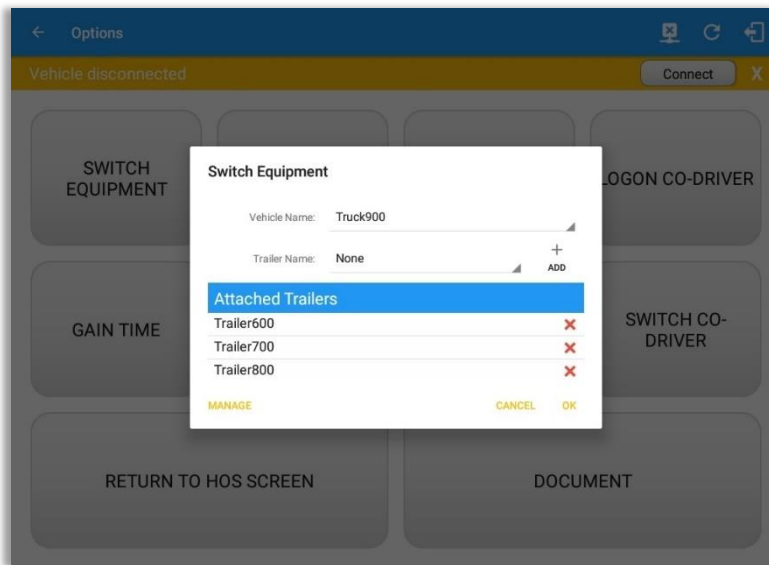 Options
Vehicle disconnected
Connect
X
SWITCH
EQUIPMENT
LOGON CO-DRIVER
Switch Equipment
Vehicle Name: Truck900
Trailer Name: None
ADD
Attached Trailers
Trailer600
Trailer700
Trailer800
MANAGE
CANCEL
OK
GAIN TIME
SWITCH CO-
DRIVER
RETURN TO HOS SCREEN
DOCUMENT